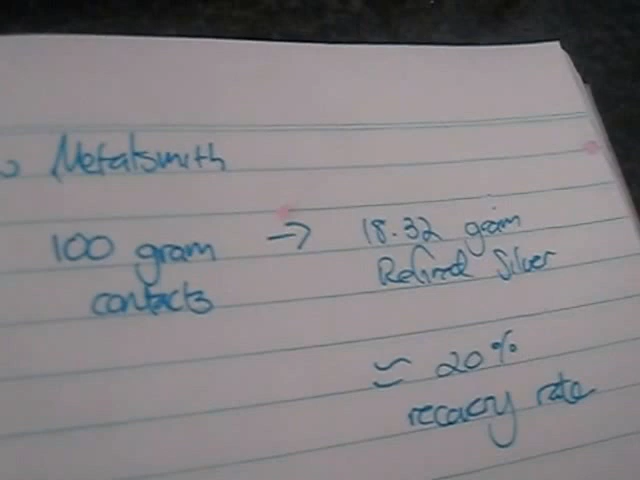 Metalsmith
100 gram → 18.32 gram
contacts Refined Silver
≈ 20%
recovery rate